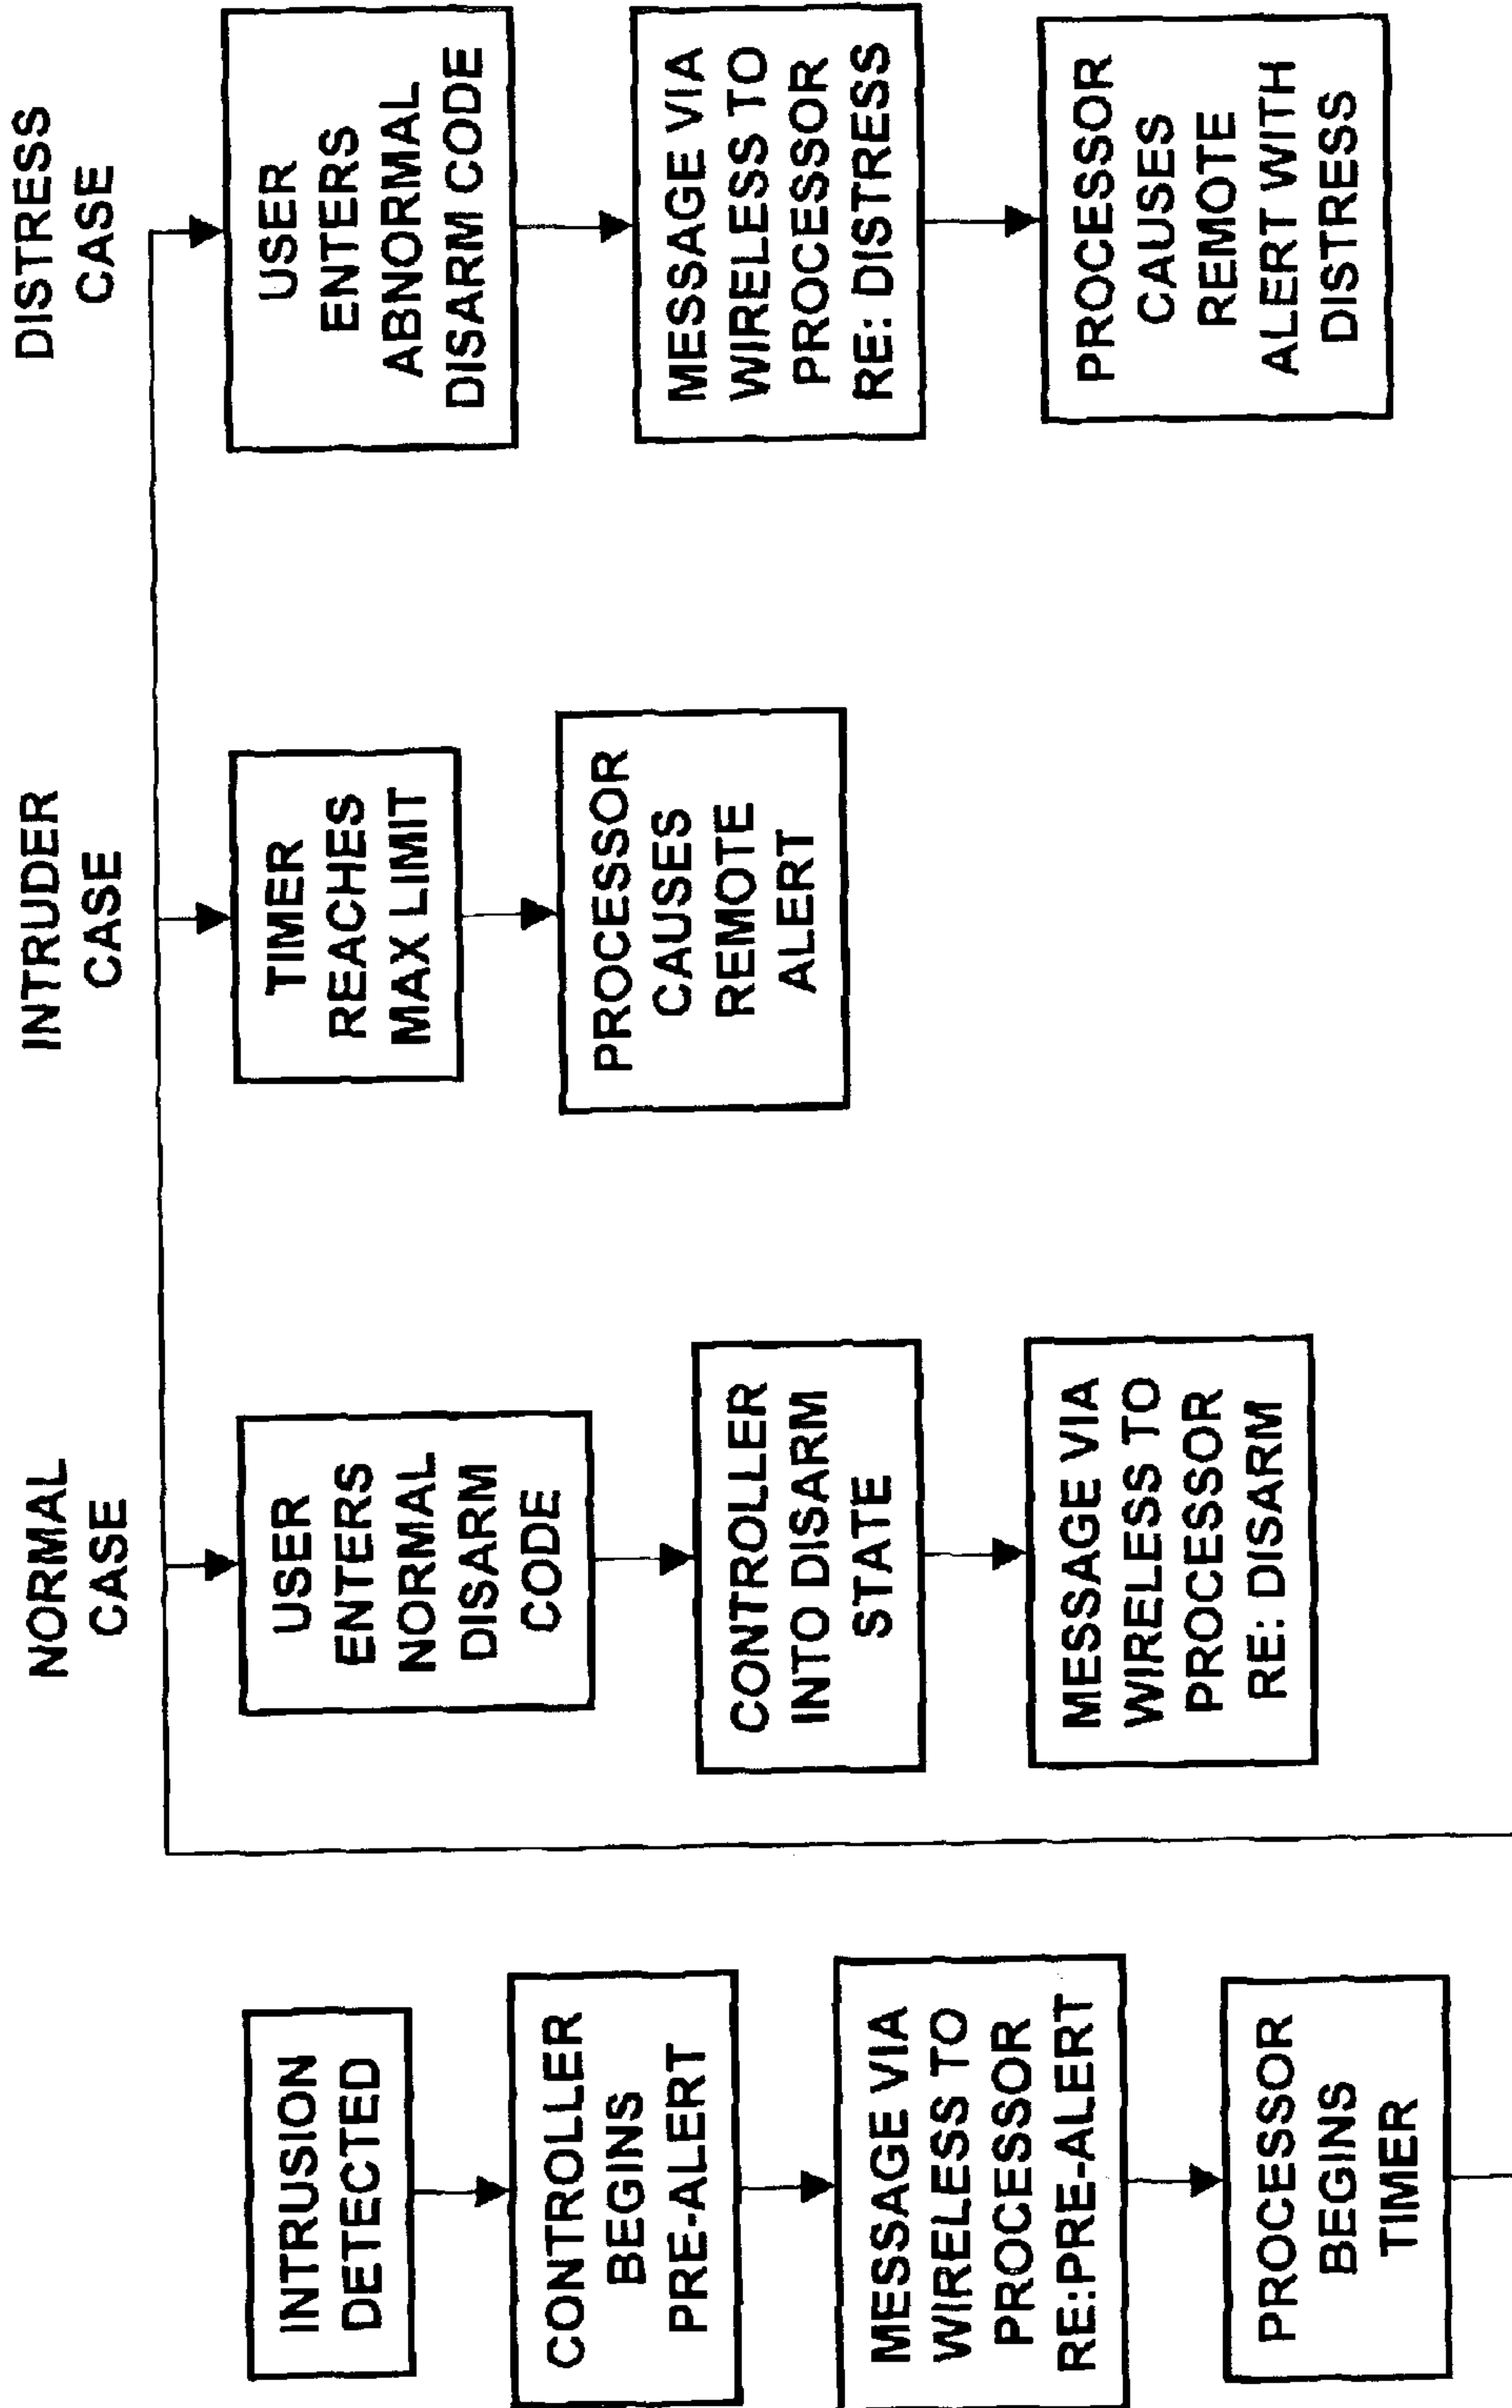 INTRUSION
DETECTED
CONTROLLER
BEGINS
PRE-ALERT
MESSAGE VIA
WIRELESS TO
PROCESSOR
RE:PRE-ALERT
PROCESSOR
BEGINS
TIMER
NORMAL
CASE
USER
ENTERS
NORMAL
DISARM
CODE
CONTROLLER
INTO DISARM
STATE
MESSAGE VIA
WIRELESS TO
PROCESSOR
RE: DISARM
INTRUDER
CASE
TIMER
REACHES
MAX LIMIT
PROCESSOR
CAUSES
REMOTE
ALERT
DISTRESS
CASE
USER
ENTERS
ABNORMAL
DISARM CODE
MESSAGE VIA
WIRELESS TO
PROCESSOR
RE: DISTRESS
PROCESSOR
CAUSES
REMOTE
ALERT WITH
DISTRESS